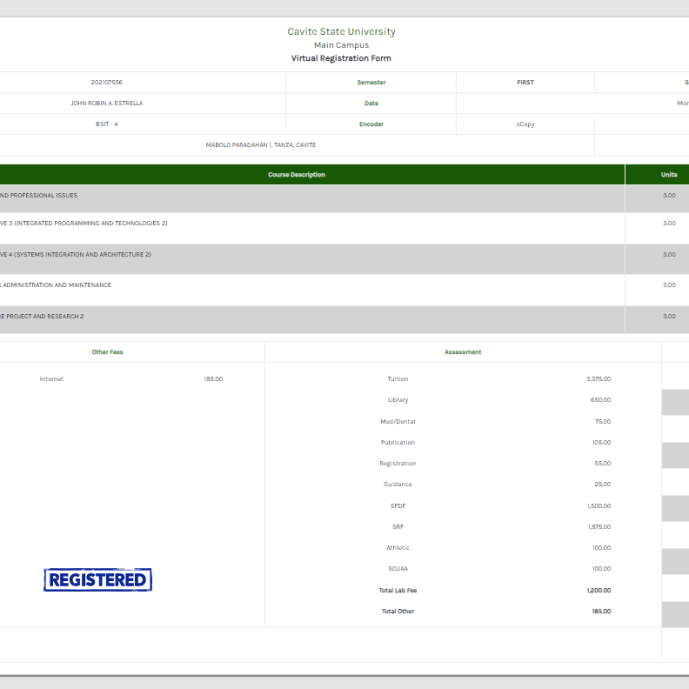 Cavite State University
Main Campus
Virtual Registration Form
202107556 Semester FIRST S
JOHN ROBIN A. ESTRELLA Date Mon
BSIT - 4 Encoder eCopy
MABOLO PARADAHAN 1, TANZA, CAVITE
Course Description Units
ND PROFESSIONAL ISSUES 3.00
VE 3 (INTEGRATED PROGRAMMING AND TECHNOLOGIES 2) 3.00
VE 4 (SYSTEMS INTEGRATION AND ARCHITECTURE 2) 3.00
ADMINISTRATION AND MAINTENANCE 3.00
E PROJECT AND RESEARCH 2 3.00
Other Fees Assessment
Internet 185.00 Tuition 3,375.00
Library 650.00
Med/Dental 75.00
Publication 105.00
Registration 55.00
Guidance 25.00
SFDF 1,500.00
SRF 1,975.00
Athletic 100.00
SCUAA 100.00
REGISTERED
Total Lab Fee 1,200.00
Total Other 185.00